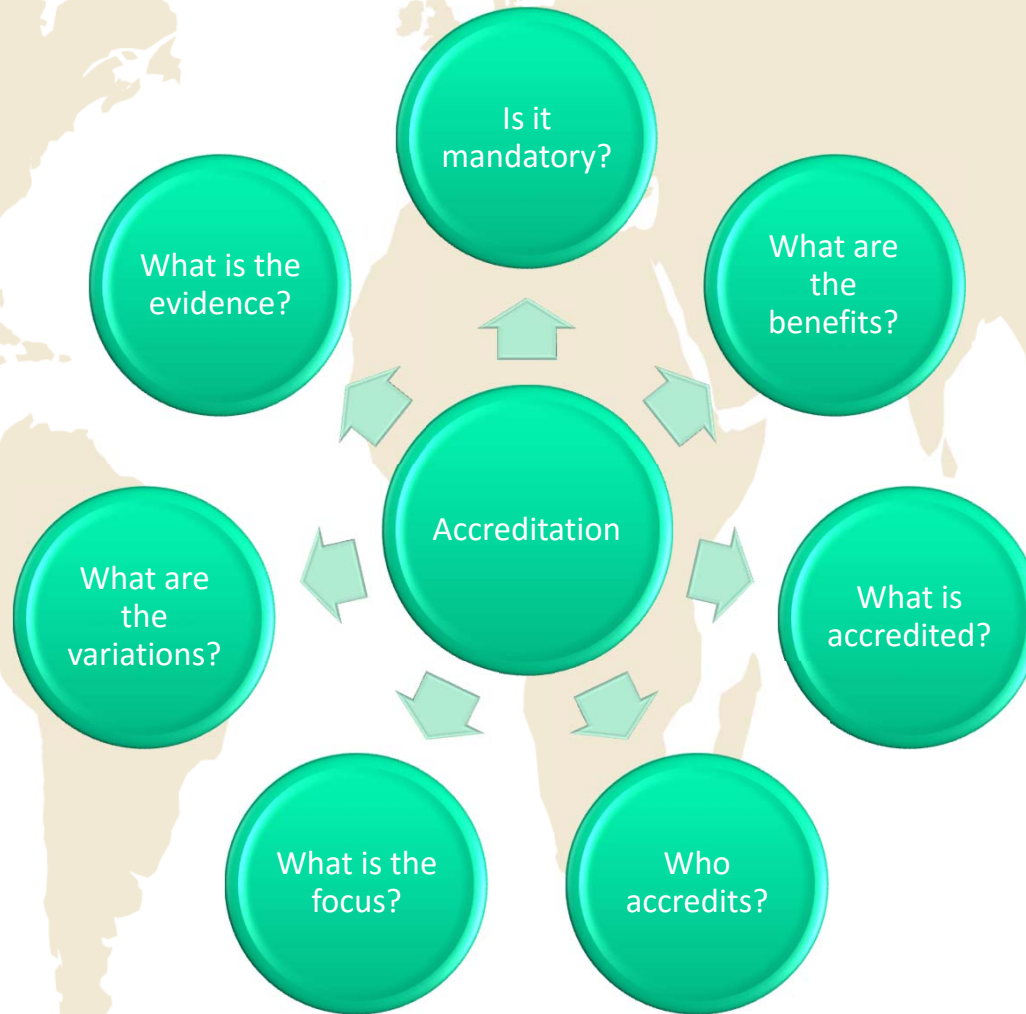 Is it
mandatory?
What are
the
benefits?
What is
accredited?
Who
accredits?
What is the
focus?
What are
the
variations?
What is the
evidence?
Accreditation